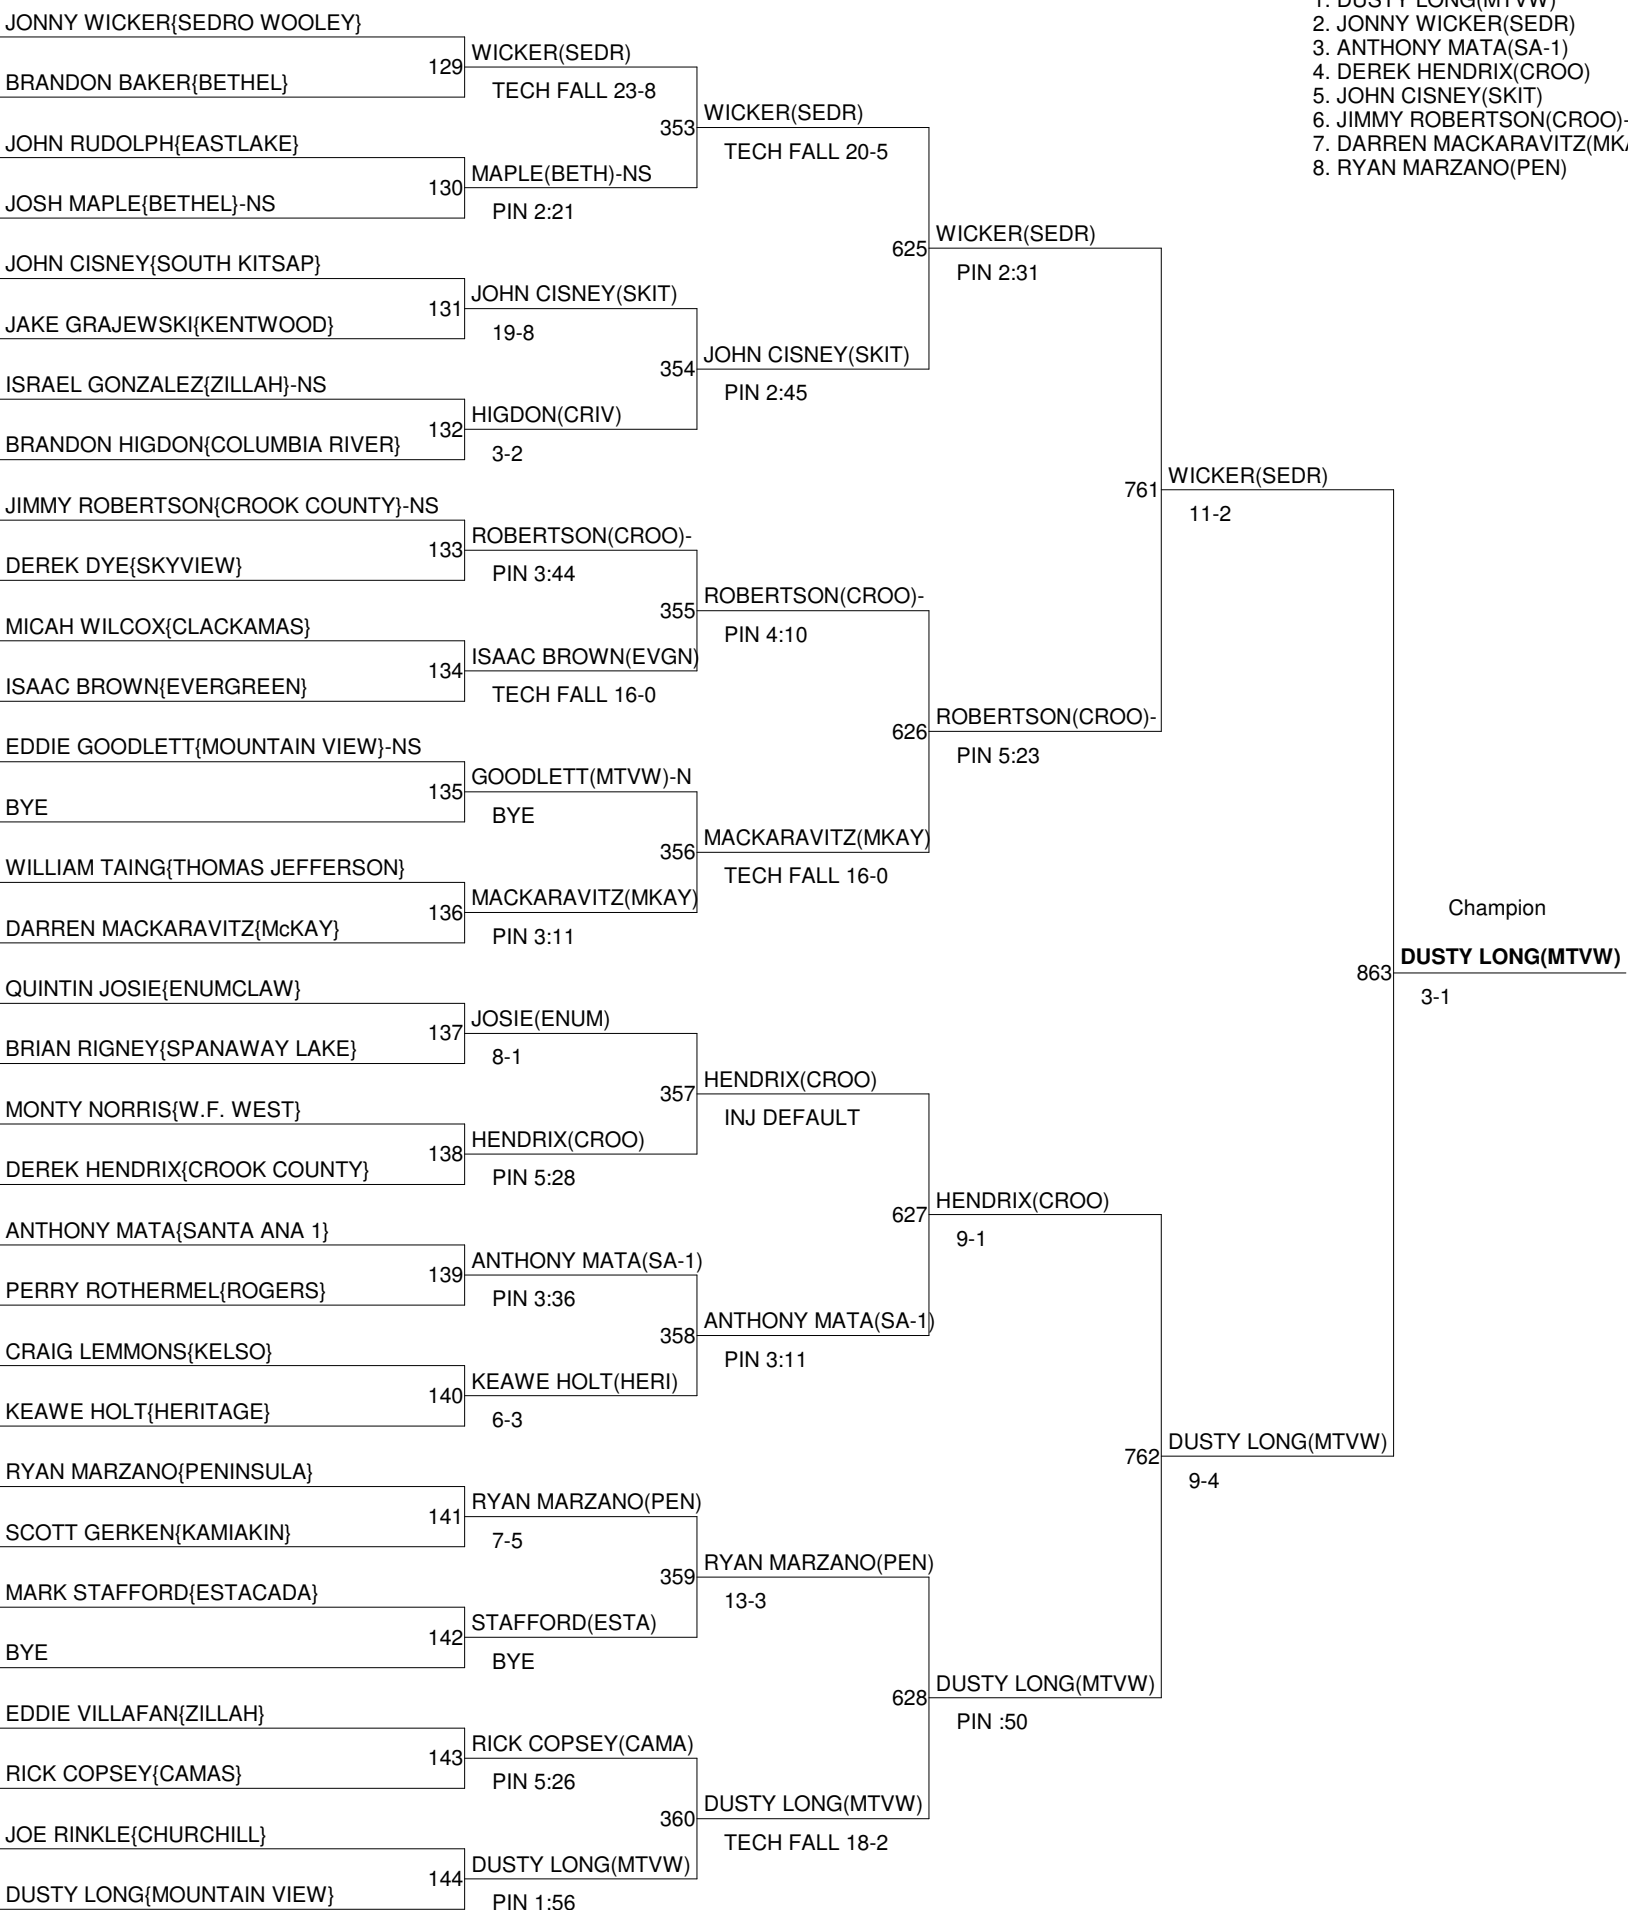 1. DUSTY LONG(MTVW)
2. JONNY WICKER(SEDR)
3. ANTHONY MATA(SA-1)
4. DEREK HENDRIX(CROO)
5. JOHN CISNEY(SKIT)
6. JIMMY ROBERTSON(CROO)-
7. DARREN MACKARAVITZ(MKA
8. RYAN MARZANO(PEN)
JONNY WICKER{SEDRO WOOLEY}
BRANDON BAKER{BETHEL}
JOHN RUDOLPH{EASTLAKE}
JOSH MAPLE{BETHEL}-NS
JOHN CISNEY{SOUTH KITSAP}
JAKE GRAJEWSKI{KENTWOOD}
ISRAEL GONZALEZ{ZILLAH}-NS
BRANDON HIGDON{COLUMBIA RIVER}
JIMMY ROBERTSON{CROOK COUNTY}-NS
DEREK DYE{SKYVIEW}
MICAH WILCOX{CLACKAMAS}
ISAAC BROWN{EVERGREEN}
EDDIE GOODLETT{MOUNTAIN VIEW}-NS
BYE
WILLIAM TAING{THOMAS JEFFERSON}
DARREN MACKARAVITZ{McKAY}
QUINTIN JOSIE{ENUMCLAW}
BRIAN RIGNEY{SPANAWAY LAKE}
MONTY NORRIS{W.F. WEST}
DEREK HENDRIX{CROOK COUNTY}
ANTHONY MATA{SANTA ANA 1}
PERRY ROTHERMEL{ROGERS}
CRAIG LEMMONS{KELSO}
KEAWE HOLT{HERITAGE}
RYAN MARZANO{PENINSULA}
SCOTT GERKEN{KAMIAKIN}
MARK STAFFORD{ESTACADA}
BYE
EDDIE VILLAFAN{ZILLAH}
RICK COPSEY{CAMAS}
JOE RINKLE{CHURCHILL}
DUSTY LONG{MOUNTAIN VIEW}
129 WICKER(SEDR)
TECH FALL 23-8
130 MAPLE(BETH)-NS
PIN 2:21
131 JOHN CISNEY(SKIT)
19-8
132 HIGDON(CRIV)
3-2
133 ROBERTSON(CROO)-
PIN 3:44
134 ISAAC BROWN(EVGN)
TECH FALL 16-0
135 GOODLETT(MTVW)-N
BYE
136 MACKARAVITZ(MKAY)
PIN 3:11
137 JOSIE(ENUM)
8-1
138 HENDRIX(CROO)
PIN 5:28
139 ANTHONY MATA(SA-1)
PIN 3:36
140 KEAWE HOLT(HERI)
6-3
141 RYAN MARZANO(PEN)
7-5
142 STAFFORD(ESTA)
BYE
143 RICK COPSEY(CAMA)
PIN 5:26
144 DUSTY LONG(MTVW)
PIN 1:56
353 WICKER(SEDR)
TECH FALL 20-5
354 JOHN CISNEY(SKIT)
PIN 2:45
355 ROBERTSON(CROO)-
PIN 4:10
356 MACKARAVITZ(MKAY)
TECH FALL 16-0
357 HENDRIX(CROO)
INJ DEFAULT
358 ANTHONY MATA(SA-1)
PIN 3:11
359 RYAN MARZANO(PEN)
13-3
360 DUSTY LONG(MTVW)
TECH FALL 18-2
625 WICKER(SEDR)
PIN 2:31
626 ROBERTSON(CROO)-
PIN 5:23
627 HENDRIX(CROO)
9-1
628 DUSTY LONG(MTVW)
PIN :50
761 WICKER(SEDR)
11-2
762 DUSTY LONG(MTVW)
9-4
Champion
863 DUSTY LONG(MTVW)
3-1